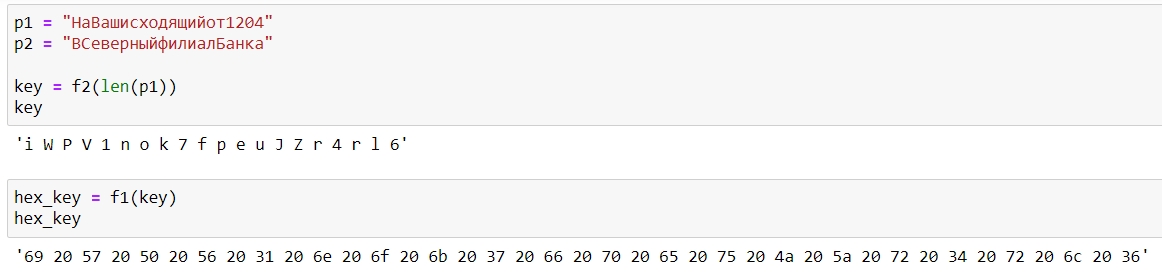 p1 = "НаВашисходящийот1204"
p2 = "ВСеверныйфилиалБанка"
key = f2(len(p1))
key
'i W P V 1 n o k 7 f p e u J Z r 4 r l 6'
hex_key = f1(key)
hex_key
'69 20 57 20 50 20 56 20 31 20 6e 20 6f 20 6b 20 37 20 66 20 70 20 65 20 75 20 4a 20 5a 20 72 20 34 20 72 20 6c 20 36'